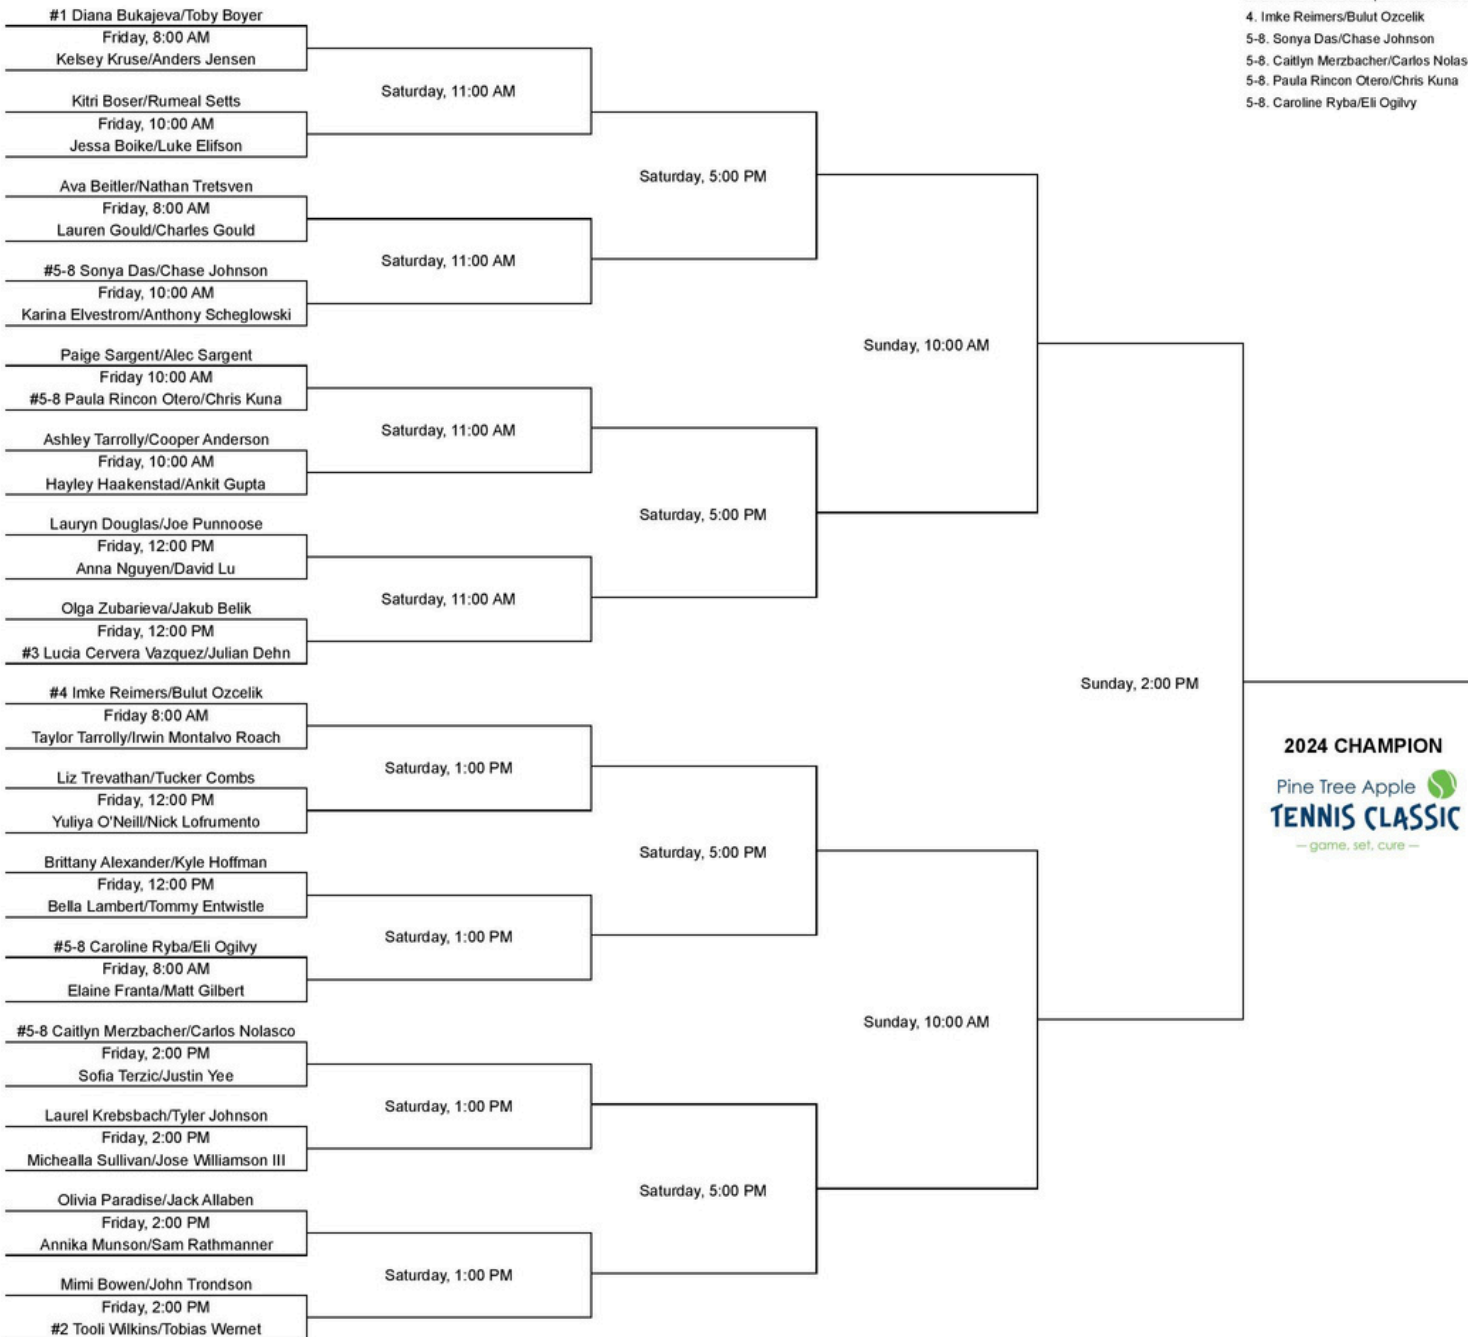 #1 Diana Bukajeva/Toby Boyer
Friday, 8:00 AM
Kelsey Kruse/Anders Jensen
Kitri Boser/Rumeal Setts
Friday, 10:00 AM
Jessa Boike/Luke Elifson
Ava Beitler/Nathan Tretsven
Friday, 8:00 AM
Lauren Gould/Charles Gould
#5-8 Sonya Das/Chase Johnson
Friday, 10:00 AM
Karina Elvestrom/Anthony Scheglowski
Paige Sargent/Alec Sargent
Friday 10:00 AM
#5-8 Paula Rincon Otero/Chris Kuna
Ashley Tarrolly/Cooper Anderson
Friday, 10:00 AM
Hayley Haakenstad/Ankit Gupta
Lauryn Douglas/Joe Punnoose
Friday, 12:00 PM
Anna Nguyen/David Lu
Olga Zubarieva/Jakub Belik
Friday, 12:00 PM
#3 Lucia Cervera Vazquez/Julian Dehn
#4 Imke Reimers/Bulut Ozcelik
Friday 8:00 AM
Taylor Tarrolly/Irwin Montalvo Roach
Liz Trevathan/Tucker Combs
Friday, 12:00 PM
Yuliya O'Neill/Nick Lofrumento
Brittany Alexander/Kyle Hoffman
Friday, 12:00 PM
Bella Lambert/Tommy Entwistle
#5-8 Caroline Ryba/Eli Ogilvy
Friday, 8:00 AM
Elaine Franta/Matt Gilbert
#5-8 Caitlyn Merzbacher/Carlos Nolasco
Friday, 2:00 PM
Sofia Terzic/Justin Yee
Laurel Krebsbach/Tyler Johnson
Friday, 2:00 PM
Michealla Sullivan/Jose Williamson III
Olivia Paradise/Jack Allaben
Friday, 2:00 PM
Annika Munson/Sam Rathmanner
Mimi Bowen/John Trondson
Friday, 2:00 PM
#2 Tooli Wilkins/Tobias Wernet
Saturday, 11:00 AM
Saturday, 11:00 AM
Saturday, 11:00 AM
Saturday, 11:00 AM
Saturday, 1:00 PM
Saturday, 1:00 PM
Saturday, 1:00 PM
Saturday, 1:00 PM
Saturday, 5:00 PM
Saturday, 5:00 PM
Saturday, 5:00 PM
Saturday, 5:00 PM
Sunday, 10:00 AM
Sunday, 10:00 AM
Sunday, 2:00 PM
4. Imke Reimers/Bulut Ozcelik
5-8. Sonya Das/Chase Johnson
5-8. Caitlyn Merzbacher/Carlos Nolas
5-8. Paula Rincon Otero/Chris Kuna
5-8. Caroline Ryba/Eli Ogilvy
2024 CHAMPION
Pine Tree Apple
TENNIS CLASSIC
— game, set, cure —